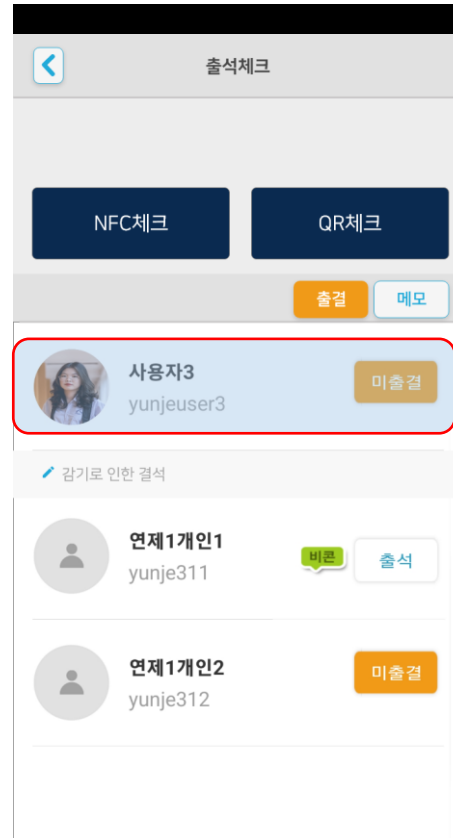 출석체크
NFC체크
QR체크
출결
메모
사용자3
yunjeuser3
미출결
감기로 인한 결석
연제1개인1
yunje311
비콘
출석
연제1개인2
yunje312
미출결